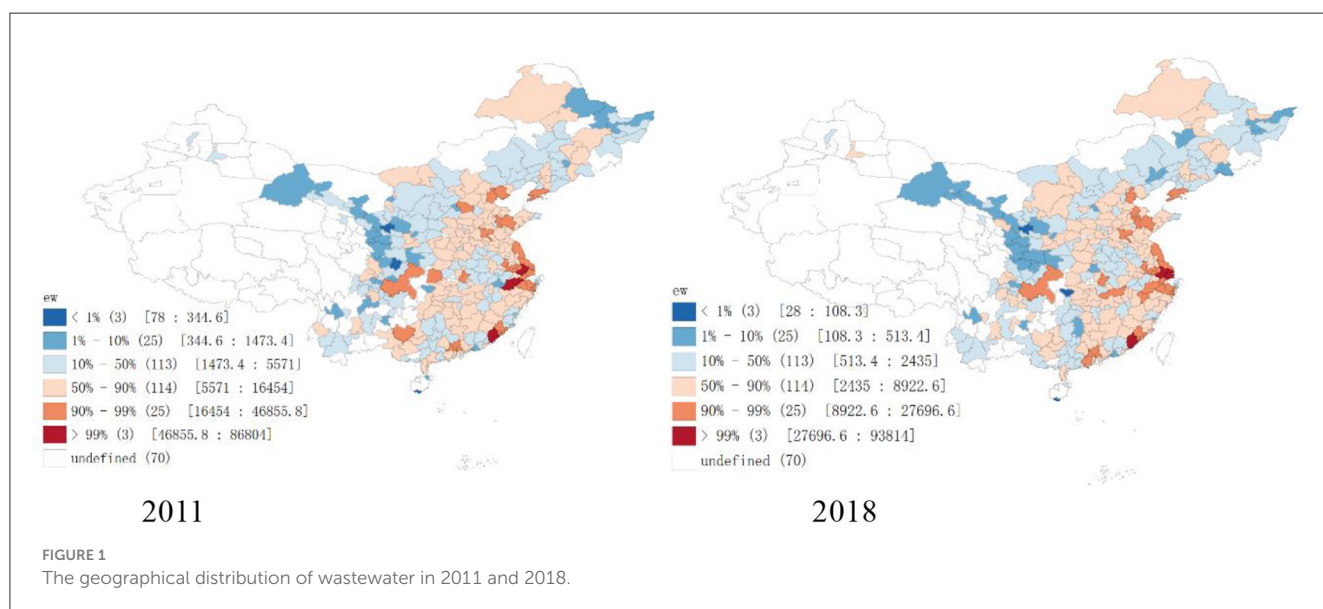 ew
< 1% (3) [78 : 344.6]
1% - 10% (25) [344.6 : 1473.4]
10% - 50% (113) [1473.4 : 5571]
50% - 90% (114) [5571 : 16454]
90% - 99% (25) [16454 : 46855.8]
> 99% (3) [46855.8 : 86804]
undefined (70)
2011
ew
< 1% (3) [28 : 108.3]
1% - 10% (25) [108.3 : 513.4]
10% - 50% (113) [513.4 : 2435]
50% - 90% (114) [2435 : 8922.6]
90% - 99% (25) [8922.6 : 27696.6]
> 99% (3) [27696.6 : 93814]
undefined (70)
2018
FIGURE 1
The geographical distribution of wastewater in 2011 and 2018.